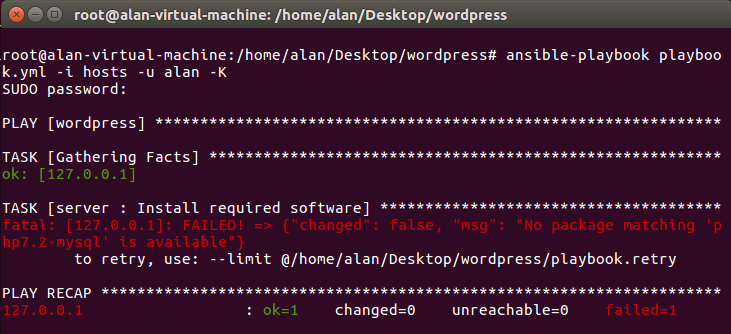 root@alan-virtual-machine: /home/alan/Desktop/wordpress
root@alan-virtual-machine:/home/alan/Desktop/wordpress# ansible-playbook playboo
k.yml -i hosts -u alan -K
SUDO password:
PLAY [wordpress] ***************************************************************
TASK [Gathering Facts] *********************************************************
ok: [127.0.0.1]
TASK [server : Install required software] **************************************
fatal: [127.0.0.1]: FAILED! => {"changed": false, "msg": "No package matching 'p
hp7.2-mysql' is available"}
        to retry, use: --limit @/home/alan/Desktop/wordpress/playbook.retry
PLAY RECAP *********************************************************************
127.0.0.1                  : ok=1    changed=0    unreachable=0    failed=1